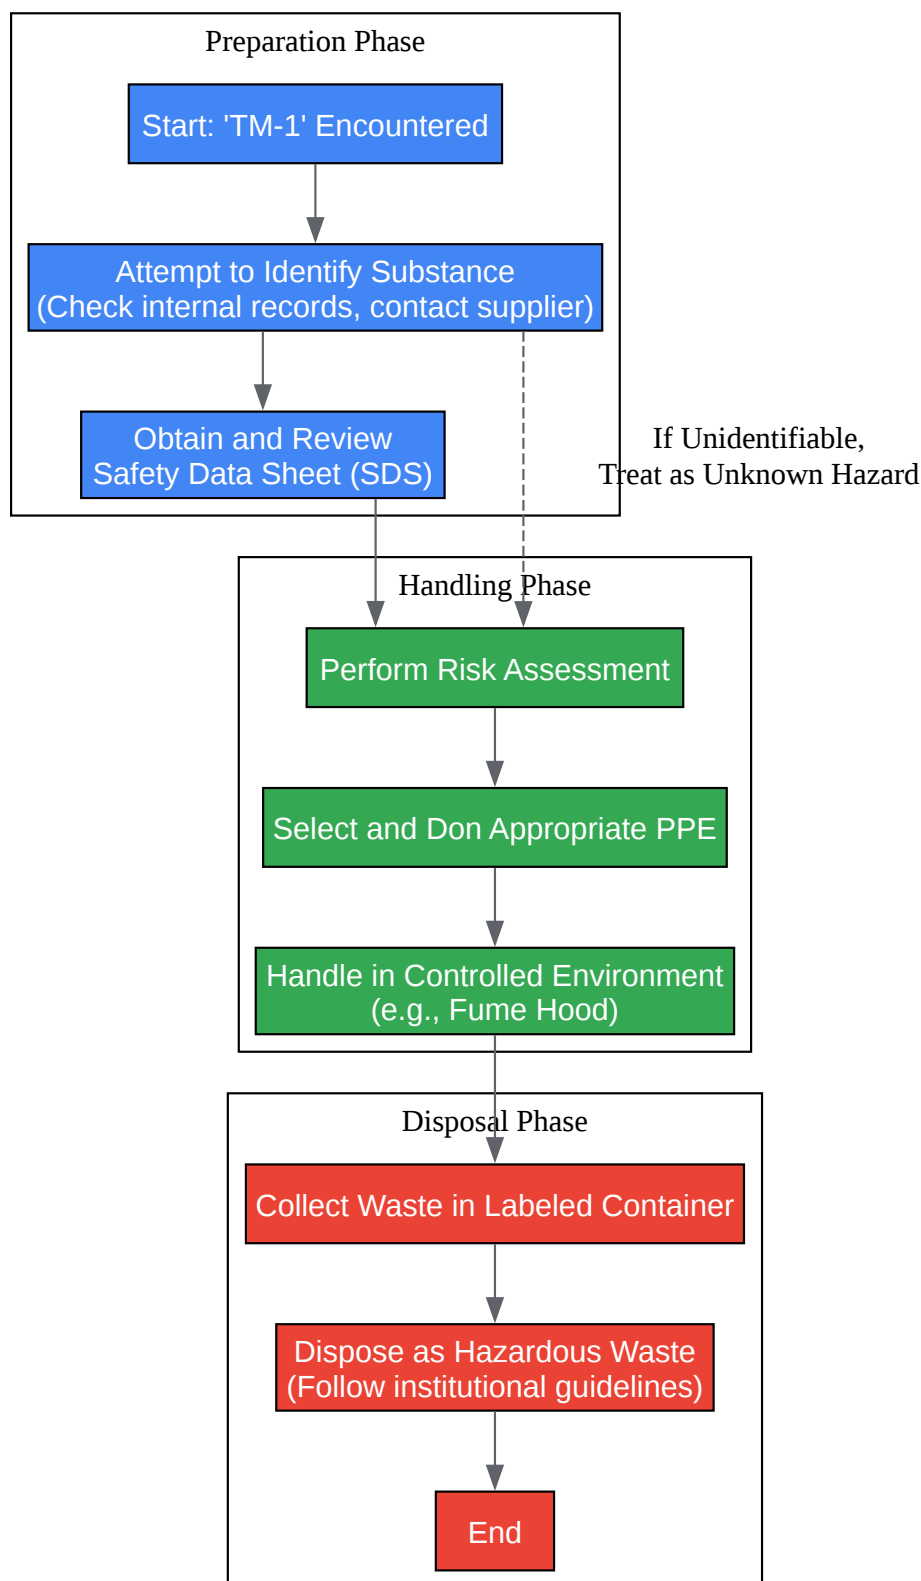 Preparation Phase
Start: 'TM-1' Encountered
Attempt to Identify Substance
(Check internal records, contact supplier)
Obtain and Review
Safety Data Sheet (SDS)
If Unidentifiable,
Treat as Unknown Hazard
Handling Phase
Perform Risk Assessment
Select and Don Appropriate PPE
Handle in Controlled Environment
(e.g., Fume Hood)
Disposal Phase
Collect Waste in Labeled Container
Dispose as Hazardous Waste
(Follow institutional guidelines)
End